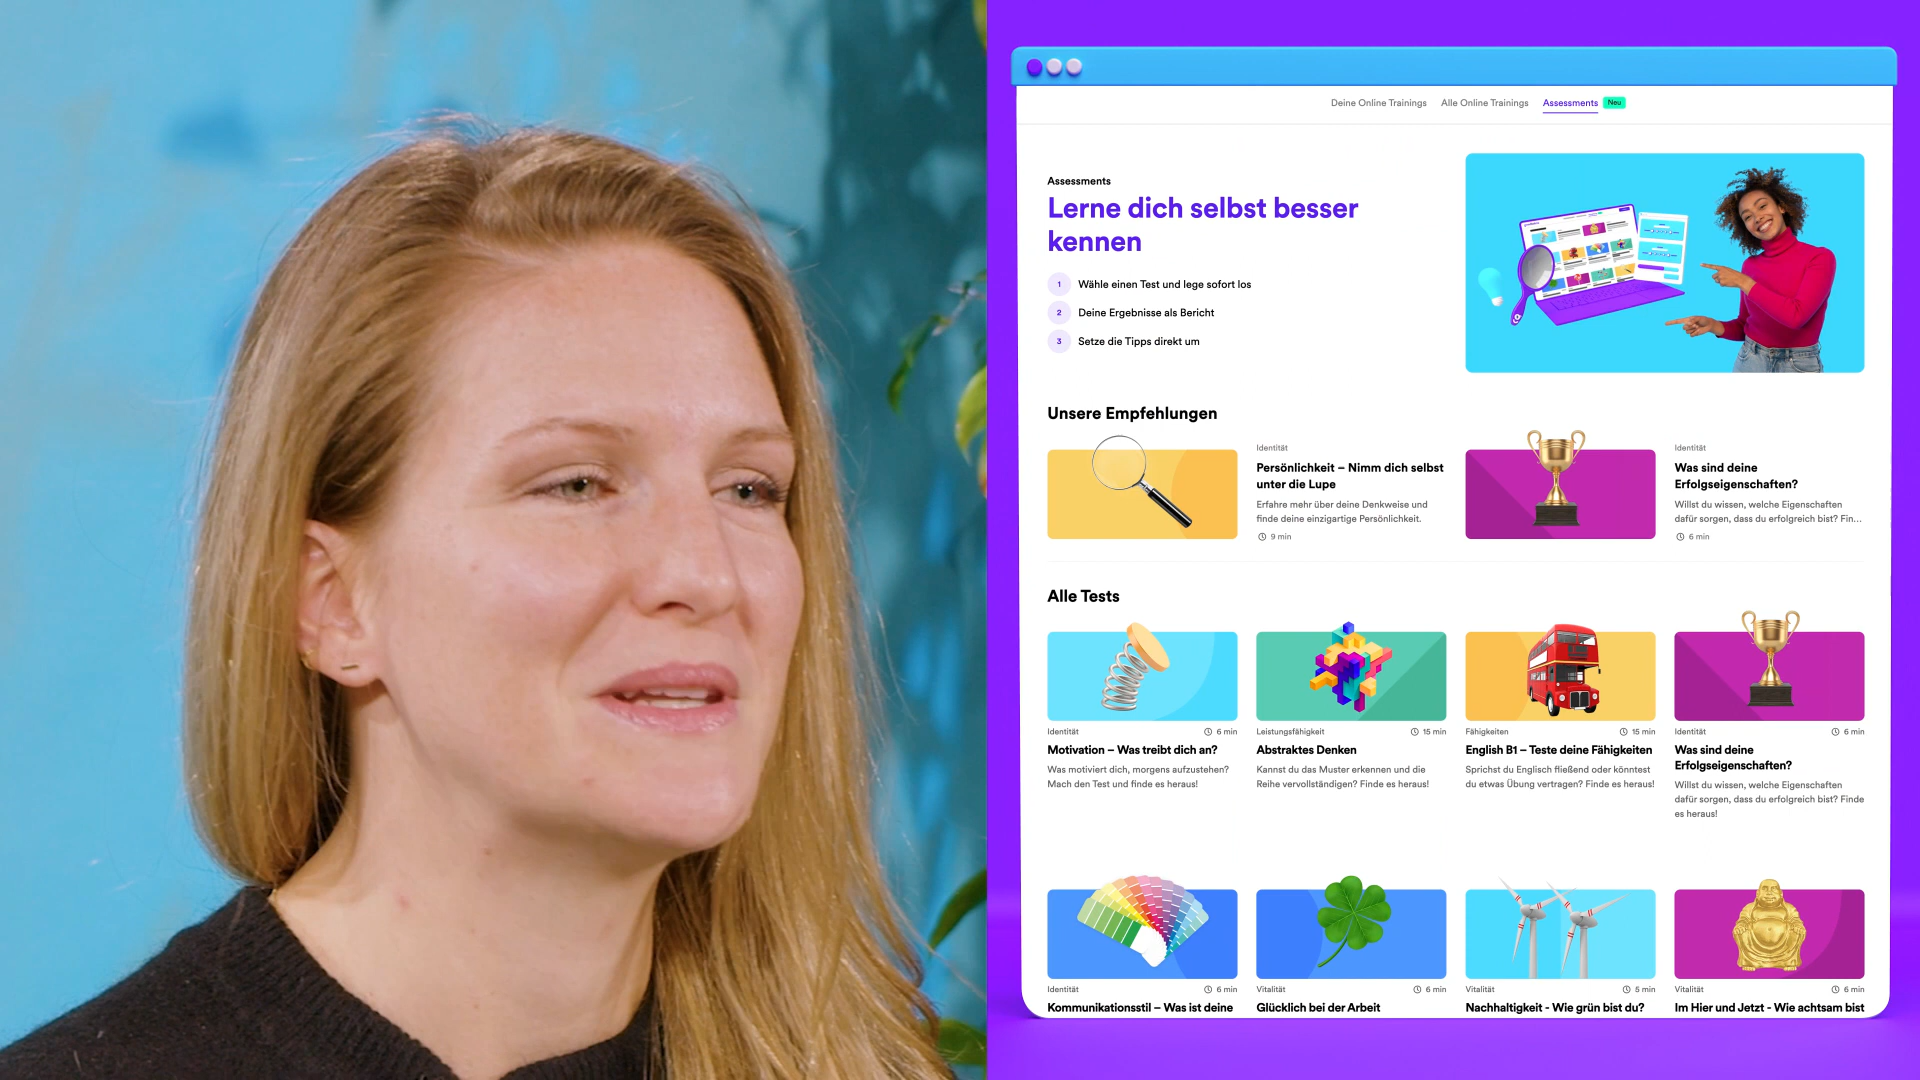 Deine Online Trainings
Alle Online Trainings
Assessments
Neu
Assessments
Lerne dich selbst besser
kennen
1
Wähle einen Test und lege sofort los
2
Deine Ergebnisse als Bericht
3
Setze die Tipps direkt um
Unsere Empfehlungen
Identität
Persönlichkeit – Nimm dich selbst
unter die Lupe
Erfahre mehr über deine Denkweise und
finde deine einzigartige Persönlichkeit.
9 min
Identität
Was sind deine
Erfolgseigenschaften?
Willst du wissen, welche Eigenschaften
dafür sorgen, dass du erfolgreich bist? Fin...
6 min
Alle Tests
Identität
6 min
Motivation – Was treibt dich an?
Was motiviert dich, morgens aufzustehen?
Mach den Test und finde es heraus!
Leistungsfähigkeit
15 min
Abstraktes Denken
Kannst du das Muster erkennen und die
Reihe vervollständigen? Finde es heraus!
Fähigkeiten
15 min
English B1 – Teste deine Fähigkeiten
Sprichst du Englisch fließend oder könntest
du etwas Übung vertragen? Finde es heraus!
Identität
6 min
Was sind deine
Erfolgseigenschaften?
Willst du wissen, welche Eigenschaften
dafür sorgen, dass du erfolgreich bist? Finde
es heraus!
Identität
6 min
Kommunikationsstil – Was ist deine
Vitalität
6 min
Glücklich bei der Arbeit
Vitalität
5 min
Nachhaltigkeit - Wie grün bist du?
Vitalität
6 min
Im Hier und Jetzt - Wie achtsam bist